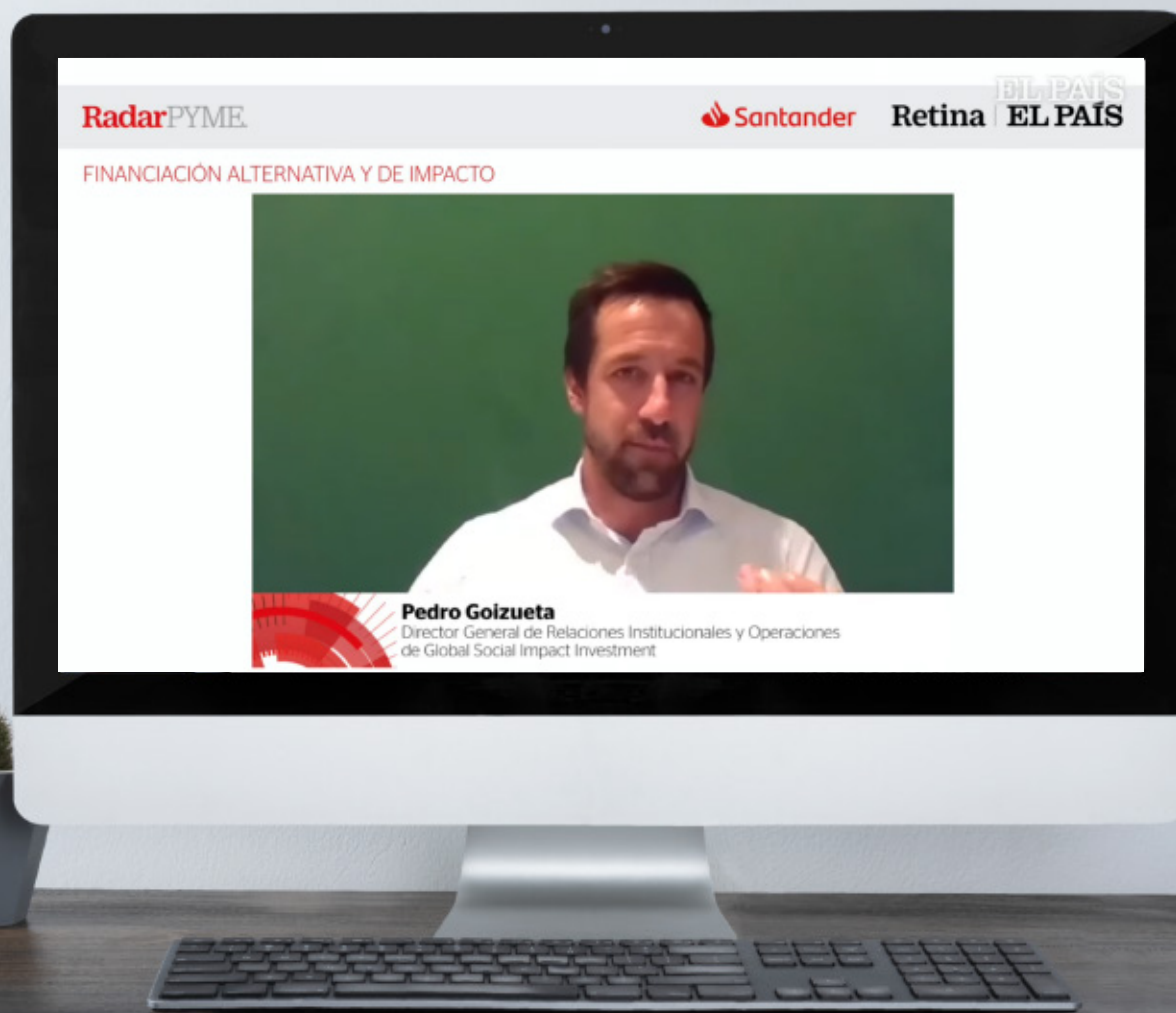 EL PAÍS
RadarPYME
Santander
Retina
EL PAÍS
FINANCIACIÓN ALTERNATIVA Y DE IMPACTO
Pedro Goizueta
Director General de Relaciones Institucionales y Operaciones
de Global Social Impact Investment